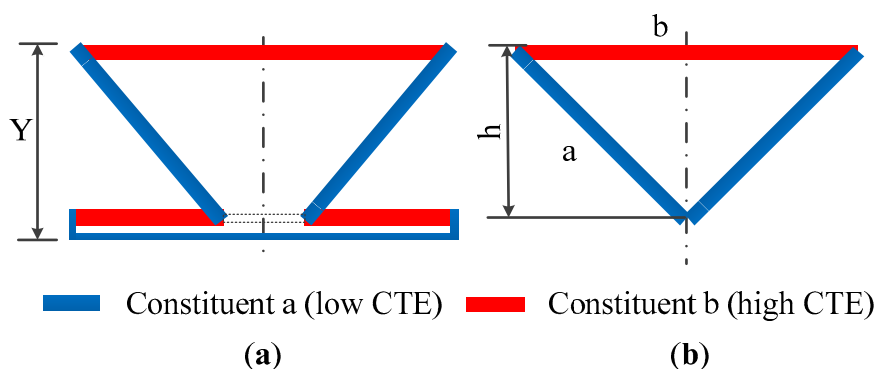 b
Y
h
a
Constituent a (low CTE)
Constituent b (high CTE)
(a)
(b)